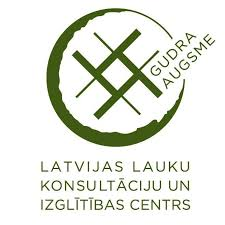 GUDRA
AUGSME
LATVIJAS LAUKU
KONSULTĀCIJU UN
IZGLĪTĪBAS CENTRS